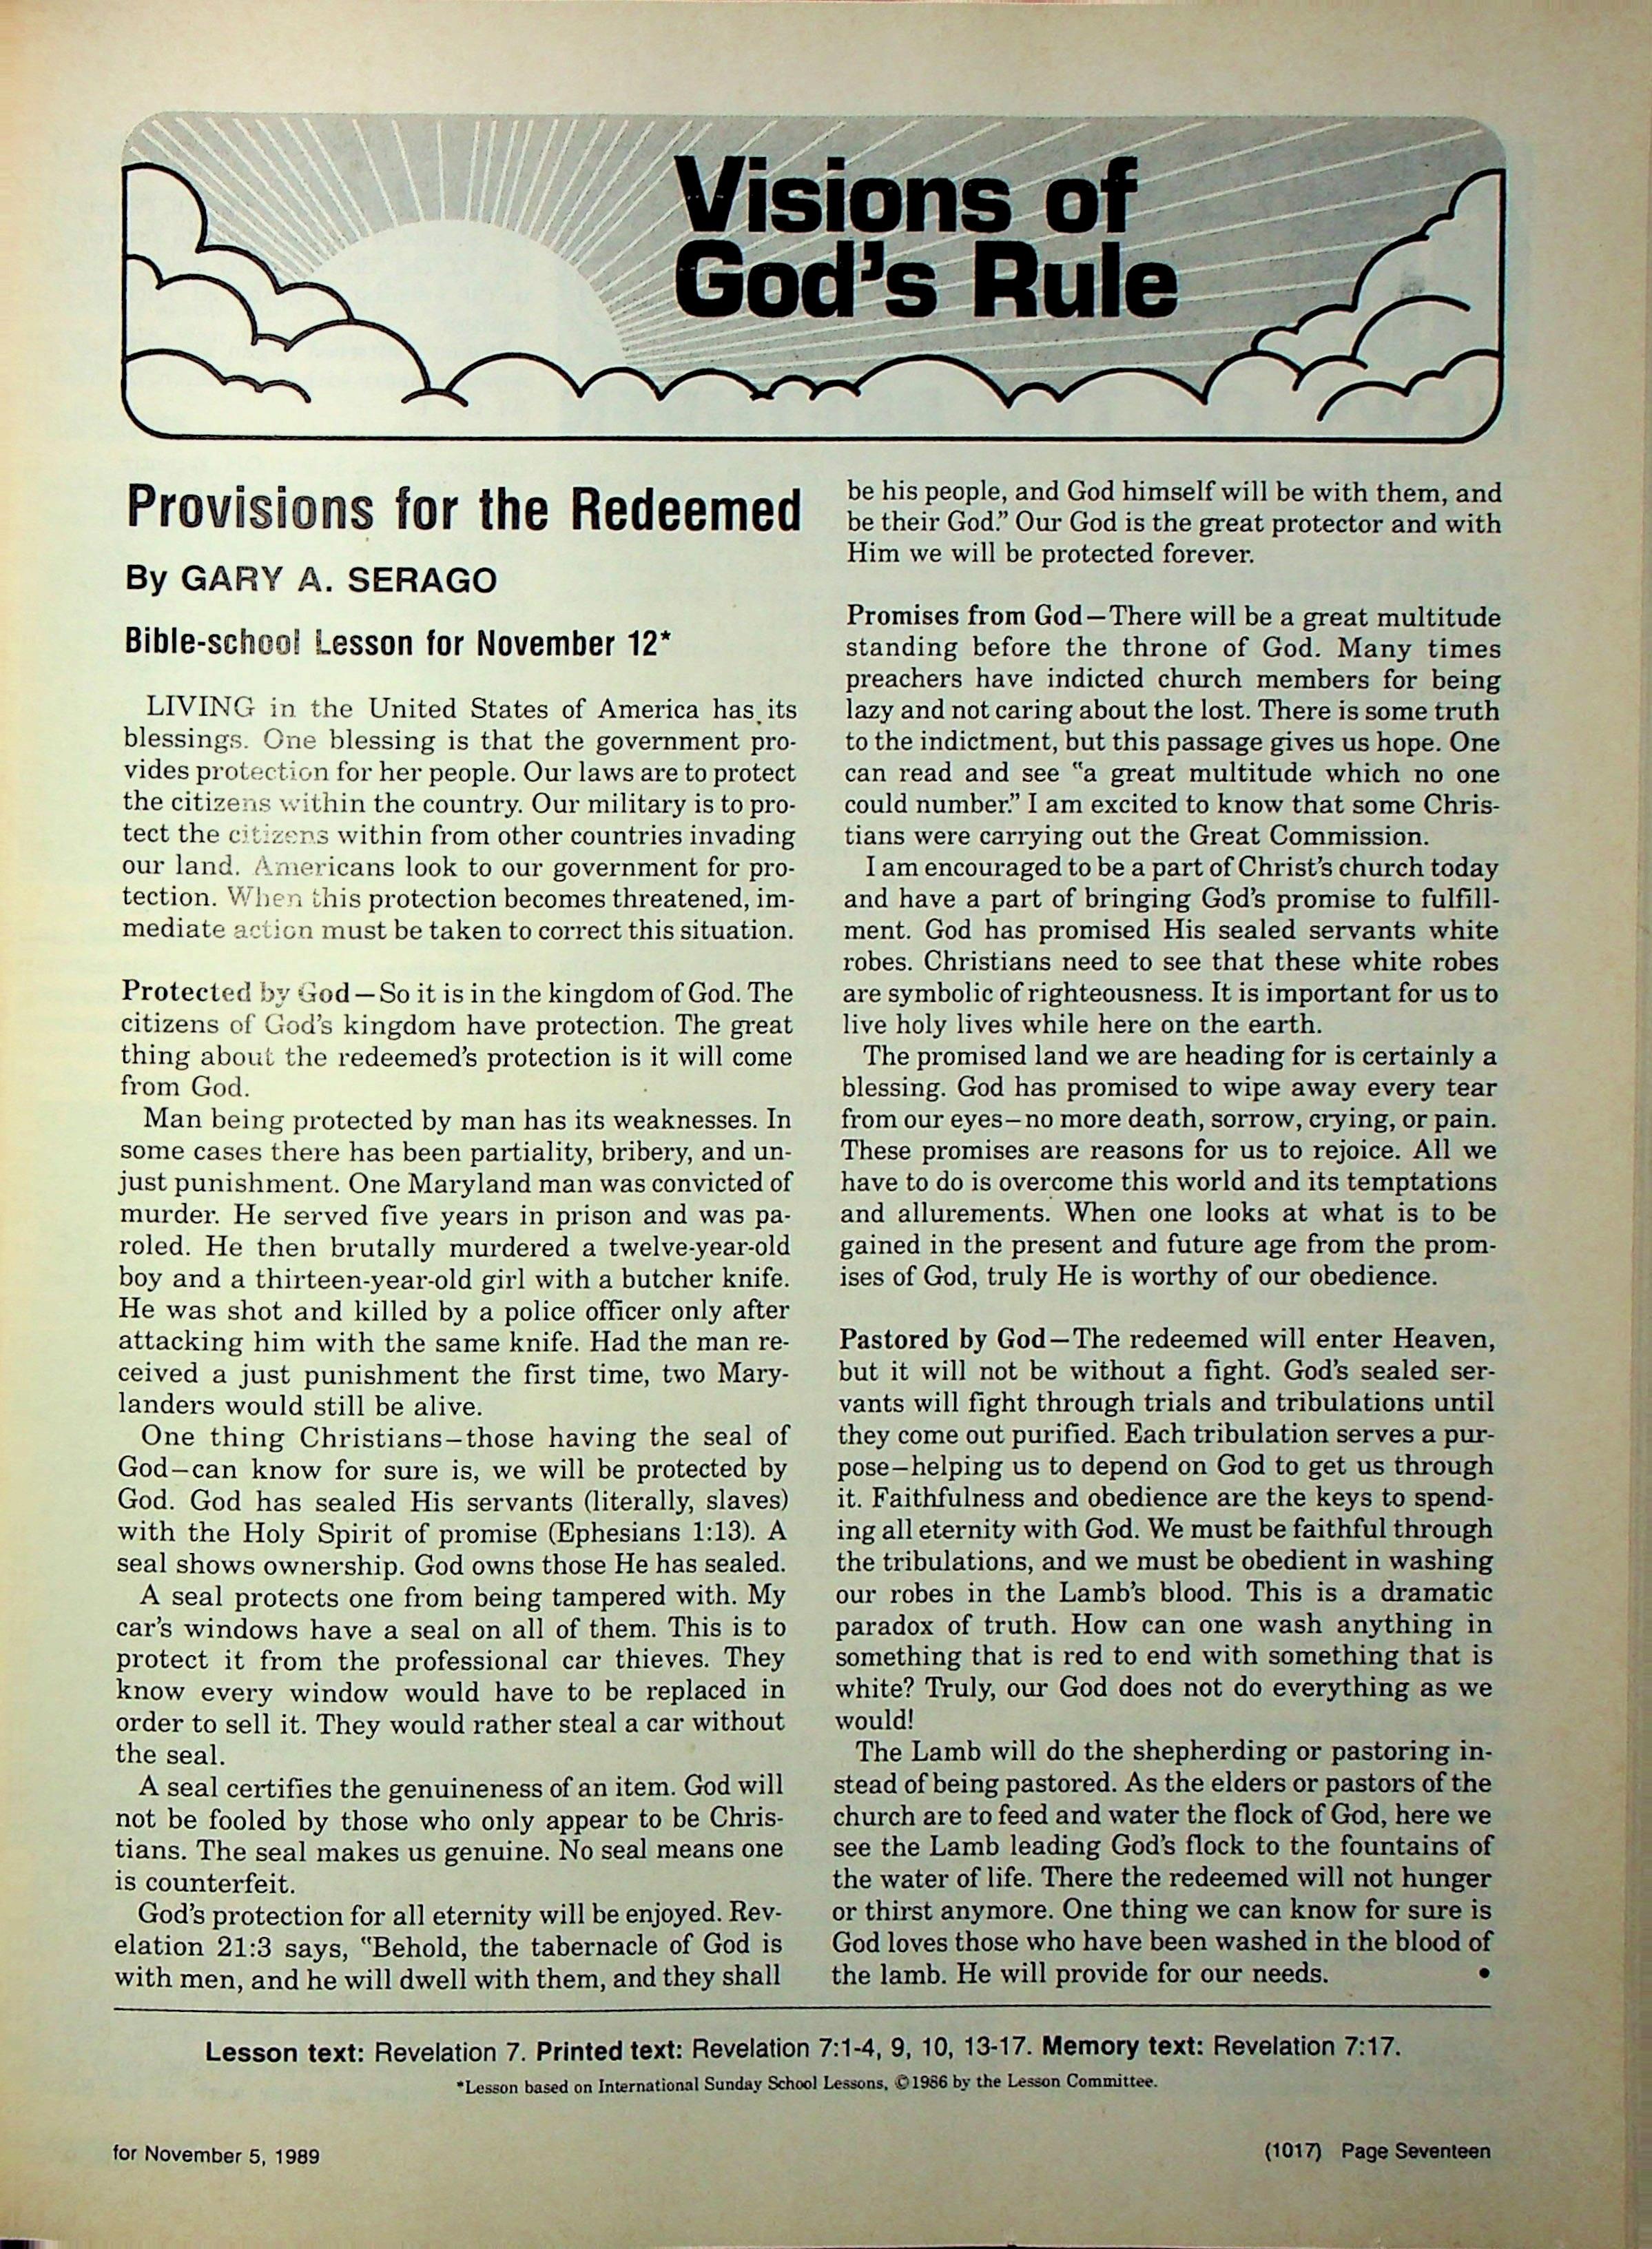 Visions of
God's Rule
Provisions for the Redeemed
By GARY A. SERAGO
Bible-school Lesson for November 12*
LIVING in the United States of America has its
blessings. One blessing is that the government pro-
vides protection for her people. Our laws are to protect
the citizens within the country. Our military is to pro-
tect the citizens within from other countries invading
our land. Americans look to our government for pro-
tection. When this protection becomes threatened, im-
mediate action must be taken to correct this situation.
Protected by God—So it is in the kingdom of God. The
citizens of God's kingdom have protection. The great
thing about the redeemed's protection is it will come
from God.
Man being protected by man has its weaknesses. In
some cases there has been partiality, bribery, and un-
just punishment. One Maryland man was convicted of
murder. He served five years in prison and was pa-
roled. He then brutally murdered a twelve-year-old
boy and a thirteen-year-old girl with a butcher knife.
He was shot and killed by a police officer only after
attacking him with the same knife. Had the man re-
ceived a just punishment the first time, two Mary-
landers would still be alive.
One thing Christians—those having the seal of
God—can know for sure is, we will be protected by
God. God has sealed His servants (literally, slaves)
with the Holy Spirit of promise (Ephesians 1:13). A
seal shows ownership. God owns those He has sealed.
A seal protects one from being tampered with. My
car's windows have a seal on all of them. This is to
protect it from the professional car thieves. They
know every window would have to be replaced in
order to sell it. They would rather steal a car without
the seal.
A seal certifies the genuineness of an item. God will
not be fooled by those who only appear to be Chris-
tians. The seal makes us genuine. No seal means one
is counterfeit.
God's protection for all eternity will be enjoyed. Rev-
elation 21:3 says, "Behold, the tabernacle of God is
with men, and he will dwell with them, and they shall
be his people, and God himself will be with them, and
be their God." Our God is the great protector and with
Him we will be protected forever.
Promises from God—There will be a great multitude
standing before the throne of God. Many times
preachers have indicted church members for being
lazy and not caring about the lost. There is some truth
to the indictment, but this passage gives us hope. One
can read and see "a great multitude which no one
could number." I am excited to know that some Chris-
tians were carrying out the Great Commission.
I am encouraged to be a part of Christ's church today
and have a part of bringing God's promise to fulfill-
ment. God has promised His sealed servants white
robes. Christians need to see that these white robes
are symbolic of righteousness. It is important for us to
live holy lives while here on the earth.
The promised land we are heading for is certainly a
blessing. God has promised to wipe away every tear
from our eyes—no more death, sorrow, crying, or pain.
These promises are reasons for us to rejoice. All we
have to do is overcome this world and its temptations
and allurements. When one looks at what is to be
gained in the present and future age from the prom-
ises of God, truly He is worthy of our obedience.
Pastored by God—The redeemed will enter Heaven,
but it will not be without a fight. God's sealed ser-
vants will fight through trials and tribulations until
they come out purified. Each tribulation serves a pur-
pose—helping us to depend on God to get us through
it. Faithfulness and obedience are the keys to spend-
ing all eternity with God. We must be faithful through
the tribulations, and we must be obedient in washing
our robes in the Lamb's blood. This is a dramatic
paradox of truth. How can one wash anything in
something that is red to end with something that is
white? Truly, our God does not do everything as we
would!
The Lamb will do the shepherding or pastoring in-
stead of being pastored. As the elders or pastors of the
church are to feed and water the flock of God, here we
see the Lamb leading God's flock to the fountains of
the water of life. There the redeemed will not hunger
or thirst anymore. One thing we can know for sure is
God loves those who have been washed in the blood of
the lamb. He will provide for our needs. •
Lesson text: Revelation 7. Printed text: Revelation 7:1-4, 9, 10, 13-17. Memory text: Revelation 7:17.
*Lesson based on International Sunday School Lessons, ©1986 by the Lesson Committee.
for November 5, 1989
(1017) Page Seventeen